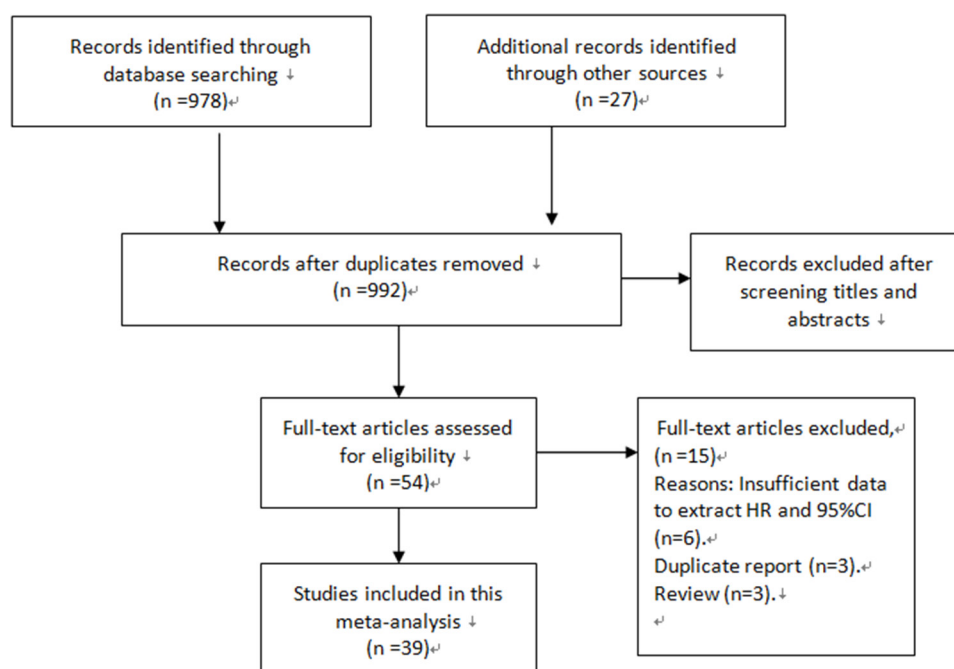 Records identified through
database searching ↓
(n =978)↵
Additional records identified
through other sources ↓
(n =27)↵
Records after duplicates removed ↓
(n =992)↵
Records excluded after
screening titles and
abstracts ↓
Full-text articles assessed
for eligibility ↓
(n =54)↵
Full-text articles excluded,↵
(n =15)↵
Reasons: Insufficient data
to extract HR and 95%CI
(n=6).↵
Duplicate report (n=3).↵
Review (n=3).↓
↵
Studies included in this
meta-analysis ↓
(n =39)↵